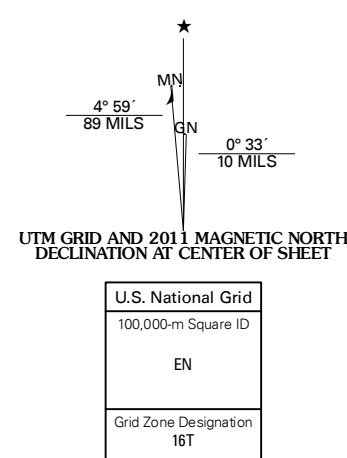 ★
MN
4° 59´
89 MILS
GN
0° 33´
10 MILS
UTM GRID AND 2011 MAGNETIC NORTH
DECLINATION AT CENTER OF SHEET
U.S. National Grid
100,000-m Square ID
EN
Grid Zone Designation
16T